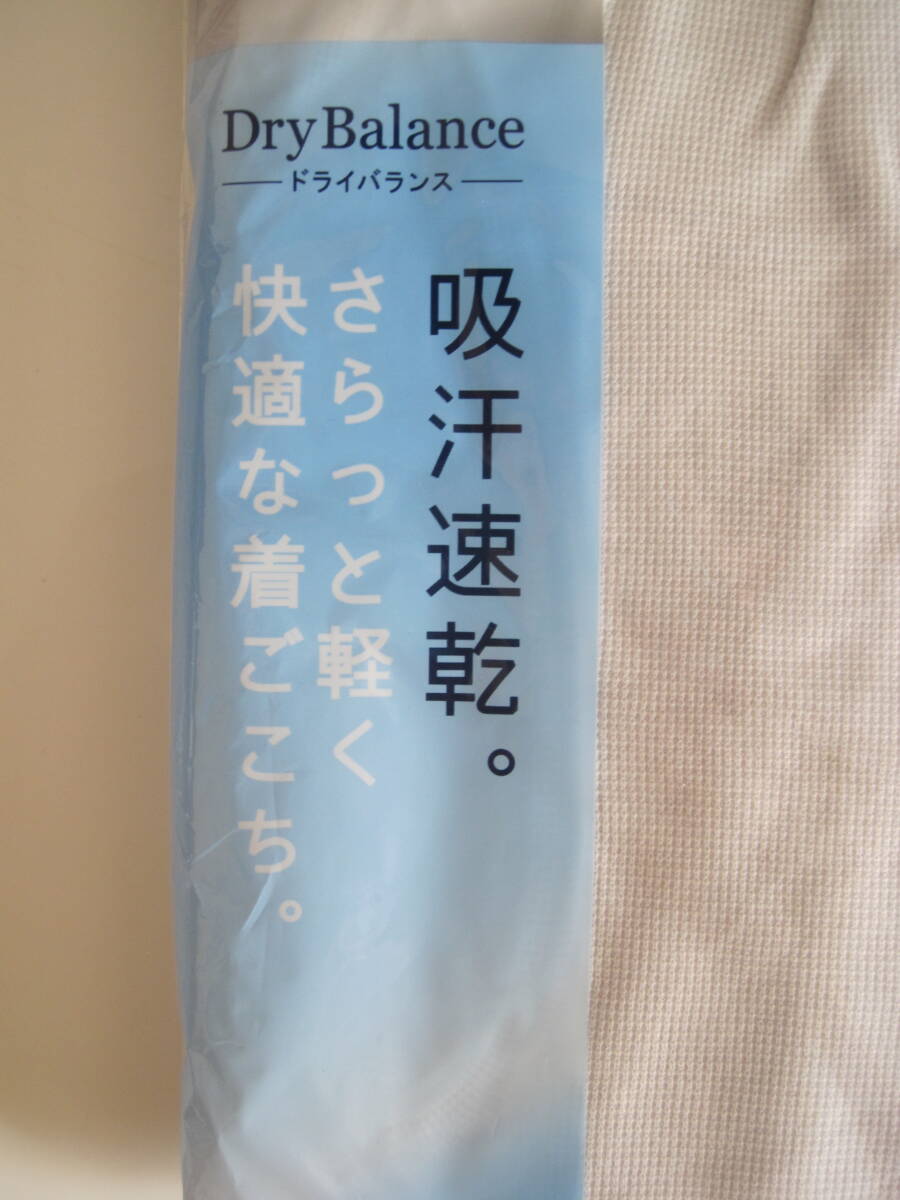 DryBalance
ドライバランス
吸汗速乾。
さらっと軽く
快適な着ごこち。